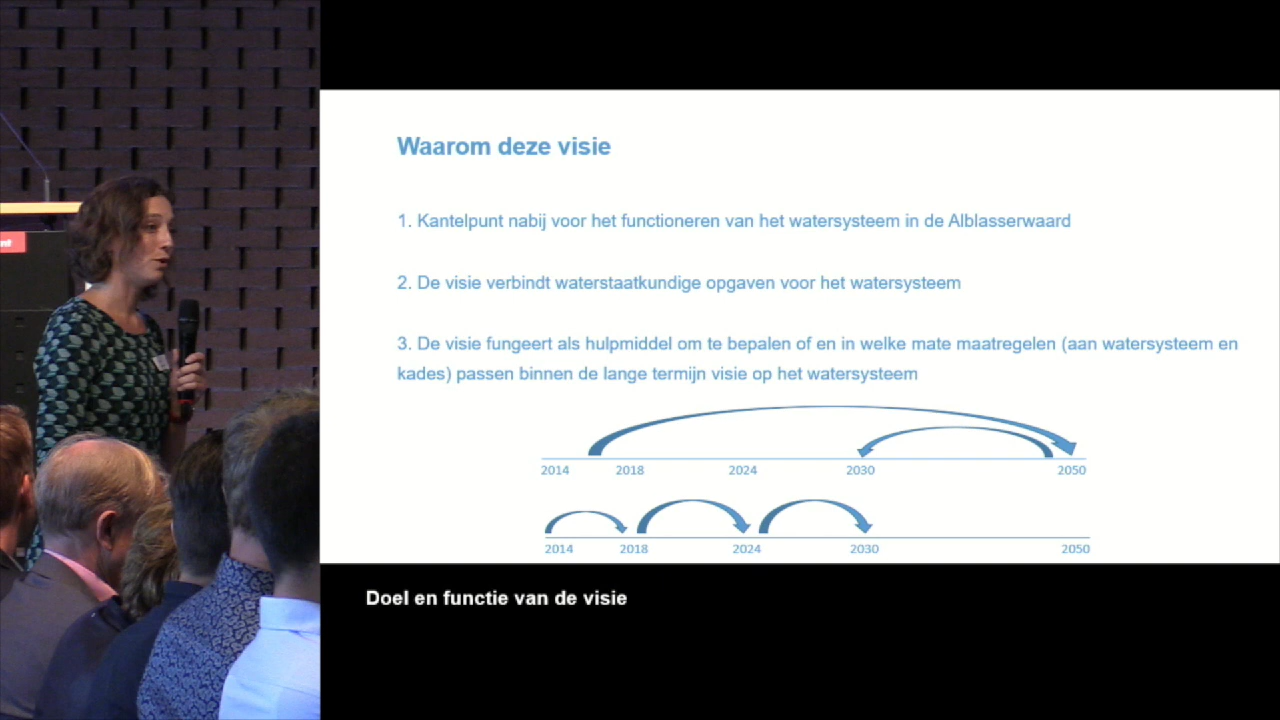 Waarom deze visie
1. Kantelpunt nabij voor het functioneren van het watersysteem in de Alblasserwaard
2. De visie verbindt waterstaatkundige opgaven voor het watersysteem
3. De visie fungeert als hulpmiddel om te bepalen of en in welke mate maatregelen (aan watersysteem en
kades) passen binnen de lange termijn visie op het watersysteem
2014 2018 2024 2030 2050
2014 2018 2024 2030 2050
Doel en functie van de visie